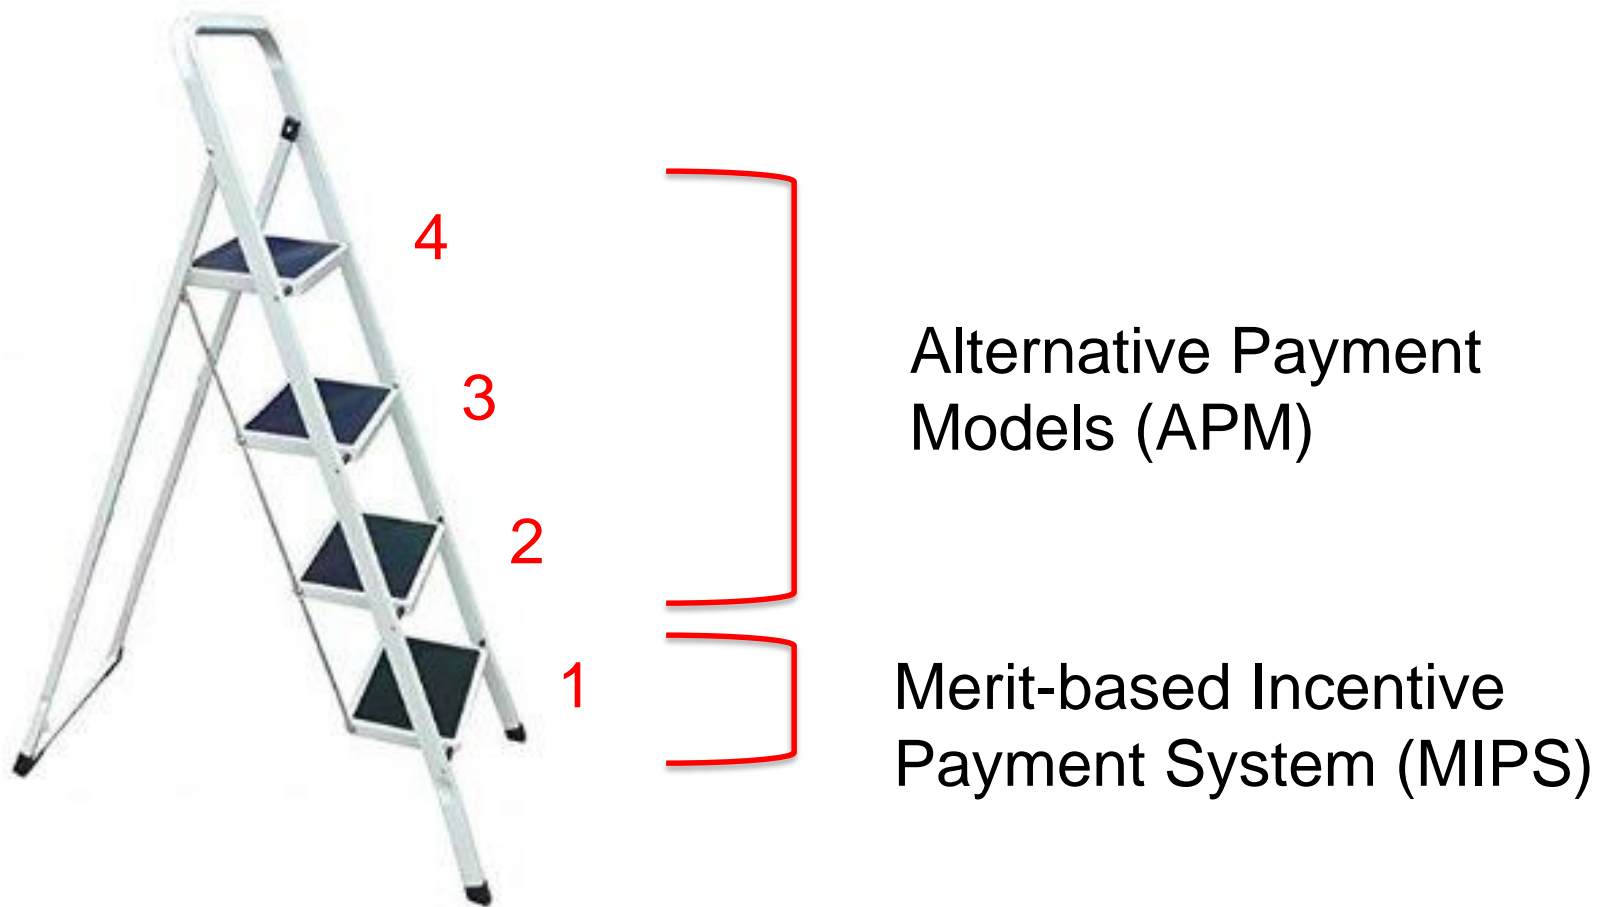 4
3
2
1
Alternative Payment
Models (APM)
Merit-based Incentive
Payment System (MIPS)